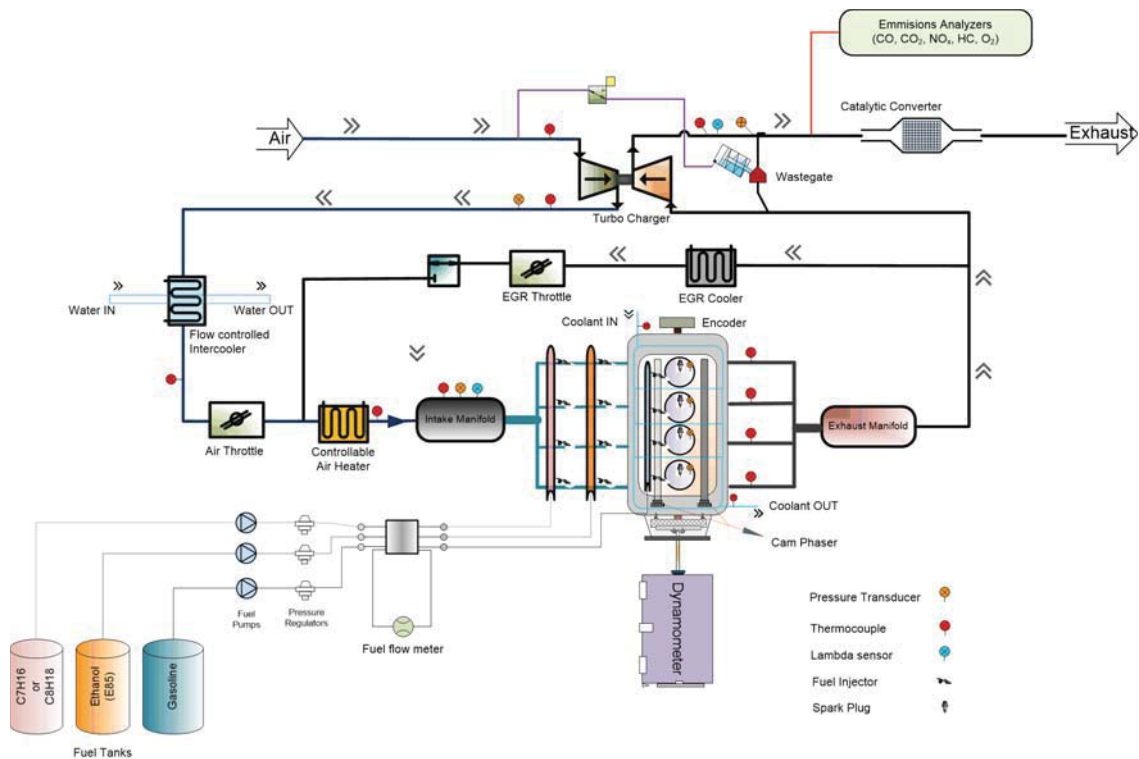 Emmisions Analyzers
(CO, CO₂, NOₓ, HC, O₂)
Catalytic Converter
Air
Exhaust
Wastegate
Turbo Charger
EGR Throttle
EGR Cooler
Water IN
Water OUT
Flow controlled
Intercooler
Coolant IN
Encoder
Air Throttle
Controllable
Air Heater
Intake Manifold
Exhaust Manifold
Coolant OUT
Cam Phaser
Fuel
Pumps
Pressure
Regulators
Fuel flow meter
Dynamometer
Pressure Transducer
Thermocouple
Lambda sensor
Fuel Injector
Spark Plug
C7H16
or
C8H18
Ethanol
(E85)
Gasoline
Fuel Tanks